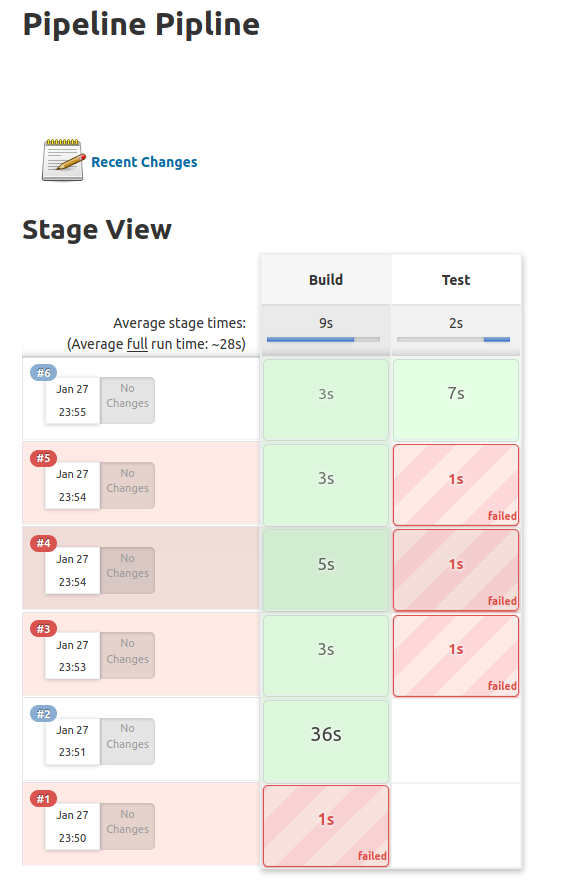 Pipeline Pipline
Recent Changes
Stage View
Build Test
Average stage times: 9s 2s
(Average full run time: ~28s)
#6
Jan 27 No 3s 7s
23:55 Changes
#5
Jan 27 No 3s 1s
23:54 Changes
failed
#4
Jan 27 No 5s 1s
23:54 Changes
failed
#3
Jan 27 No 3s 1s
23:53 Changes
failed
#2
Jan 27 No 36s
23:51 Changes
#1
Jan 27 No 1s
23:50 Changes
failed